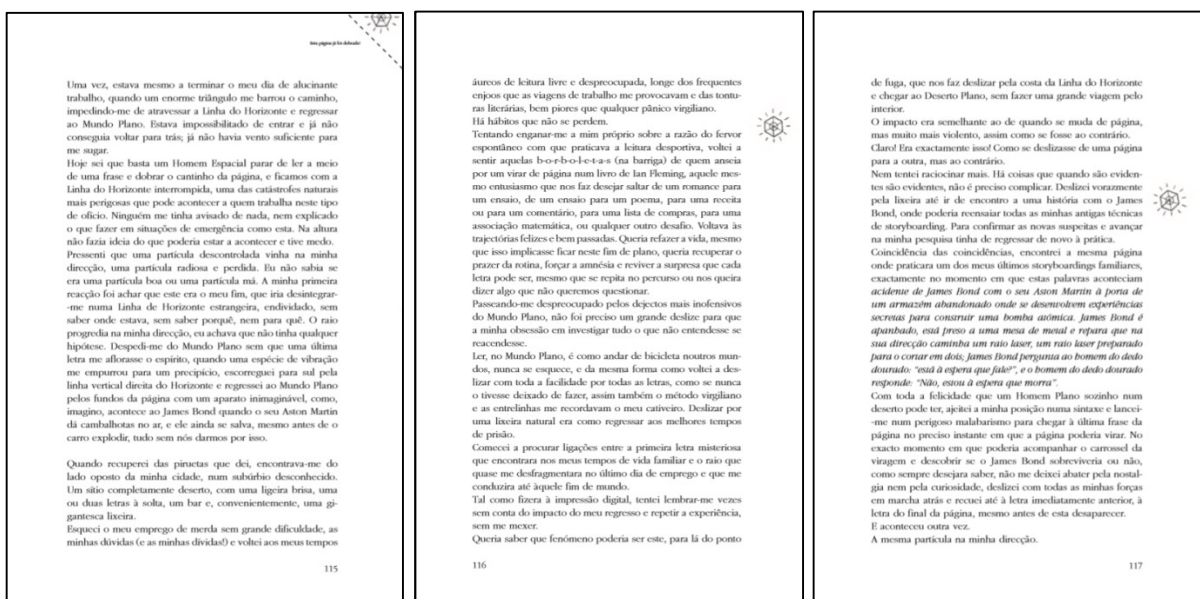 Esta página já foi dobrada!
Uma vez, estava mesmo a terminar o meu dia de alucinante
trabalho, quando um enorme triângulo me barrou o caminho,
impedindo-me de atravessar a Linha do Horizonte e regressar
ao Mundo Plano. Estava impossibilitado de entrar e já não
conseguia voltar para trás; já não havia vento suficiente para
me sugar.
Hoje sei que basta um Homem Espacial parar de ler a meio
de uma frase e dobrar o cantinho da página, e ficamos com a
Linha do Horizonte interrompida, uma das catástrofes naturais
mais perigosas que pode acontecer a quem trabalha neste tipo
de ofício. Ninguém me tinha avisado de nada, nem explicado
o que fazer em situações de emergência como esta. Na altura
não fazia ideia do que poderia estar a acontecer e tive medo.
Pressenti que uma partícula descontrolada vinha na minha
direcção, uma partícula radiosa e perdida. Eu não sabia se
era uma partícula boa ou uma partícula má. A minha primeira
reacção foi achar que este era o meu fim, que iria desintegrar-
-me numa Linha de Horizonte estrangeira, endividado, sem
saber onde estava, sem saber porquê, nem para quê. O raio
progredia na minha direcção, eu achava que não tinha qualquer
hipótese. Despedi-me do Mundo Plano sem que uma última
letra me aflorasse o espírito, quando uma espécie de vibração
me empurrou para um precipício, escorreguei para sul pela
linha vertical direita do Horizonte e regressei ao Mundo Plano
pelos fundos da página com um aparato inimaginável, como,
imagino, acontece ao James Bond quando o seu Aston Martin
dá cambalhotas no ar, e ele ainda se salva, mesmo antes de o
carro explodir, tudo sem nós darmos por isso.
Quando recuperei das piruetas que dei, encontrava-me do
lado oposto da minha cidade, num subúrbio desconhecido.
Um sítio completamente deserto, com uma ligeira brisa, uma
ou duas letras à solta, um bar e, convenientemente, uma gi-
gantesca lixeira.
Esqueci o meu emprego de merda sem grande dificuldade, as
minhas dúvidas (e as minhas dívidas!) e voltei aos meus tempos
115
áureos de leitura livre e despreocupada, longe dos frequentes
enjoos que as viagens de trabalho me provocavam e das tontu-
ras literárias, bem piores que qualquer pânico virgiliano.
Há hábitos que não se perdem.
Tentando enganar-me a mim próprio sobre a razão do fervor
espontâneo com que praticava a leitura desportiva, voltei a
sentir aquelas b-o-r-b-o-l-e-t-a-s (na barriga) de quem anseia
por um virar de página num livro de Ian Fleming, aquele mes-
mo entusiasmo que nos faz desejar saltar de um romance para
um ensaio, de um ensaio para um poema, para uma receita
ou para um comentário, para uma lista de compras, para uma
associação matemática, ou qualquer outro desafio. Voltava às
trajectórias felizes e bem passadas. Queria refazer a vida, mesmo
que isso implicasse ficar neste fim de plano, queria recuperar o
prazer da rotina, forçar a amnésia e reviver a surpresa que cada
letra pode ser, mesmo que se repita no percurso ou nos queira
dizer algo que não queremos questionar.
Passeando-me despreocupado pelos dejectos mais inofensivos
do Mundo Plano, não foi preciso um grande deslize para que
a minha obsessão em investigar tudo o que não entendesse se
reacendesse.
Ler, no Mundo Plano, é como andar de bicicleta noutros mun-
dos, nunca se esquece, e da mesma forma como voltei a des-
lizar com toda a facilidade por todas as letras, como se nunca
o tivesse deixado de fazer, assim também o método virgiliano
e as entrelinhas me recordavam o meu cativeiro. Deslizar por
uma lixeira natural era como regressar aos melhores tempos
de prisão.
Comecei a procurar ligações entre a primeira letra misteriosa
que encontrara nos meus tempos de vida familiar e o raio que
quase me desfragmentara no último dia de emprego e que me
conduzira até àquele fim de mundo.
Tal como fizera à impressão digital, tentei lembrar-me vezes
sem conta do impacto do meu regresso e repetir a experiência,
sem me mexer.
Queria saber que fenómeno poderia ser este, para lá do ponto
116
de fuga, que nos faz deslizar pela costa da Linha do Horizonte
e chegar ao Deserto Plano, sem fazer uma grande viagem pelo
interior.
O impacto era semelhante ao de quando se muda de página,
mas muito mais violento, assim como se fosse ao contrário.
Claro! Era exactamente isso! Como se deslizasse de uma página
para a outra, mas ao contrário.
Nem tentei raciocinar mais. Há coisas que quando são eviden-
tes são evidentes, não é preciso complicar. Deslizei vorazmente
pela lixeira até ir de encontro a uma história com o James
Bond, onde poderia reensaiar todas as minhas antigas técnicas
de storyboarding. Para confirmar as novas suspeitas e avançar
na minha pesquisa tinha de regressar de novo à prática.
Coincidência das coincidências, encontrei a mesma página
onde praticara um dos meus últimos storyboardings familiares,
exactamente no momento em que estas palavras aconteciam
acidente de James Bond com o seu Aston Martin à porta de
um armazém abandonado onde se desenvolvem experiências
secretas para construir uma bomba atómica. James Bond é
apanhado, está preso a uma mesa de metal e repara que na
sua direcção caminha um raio laser, um raio laser preparado
para o cortar em dois; James Bond pergunta ao homem do dedo
dourado: "está à espera que fale?", e o homem do dedo dourado
responde: "Não, estou à espera que morra".
Com toda a felicidade que um Homem Plano sozinho num
deserto pode ter, ajeitei a minha posição numa sintaxe e lancei-
-me num perigoso malabarismo para chegar à última frase da
página no preciso instante em que a página poderia virar. No
exacto momento em que poderia acompanhar o carrossel da
viragem e descobrir se o James Bond sobreviveria ou não,
como sempre desejara saber, não me deixei abater pela nostal-
gia nem pela curiosidade, deslizei com todas as minhas forças
em marcha atrás e recuei até à letra imediatamente anterior, à
letra do final da página, mesmo antes de esta desaparecer.
E aconteceu outra vez.
A mesma partícula na minha direcção.
117